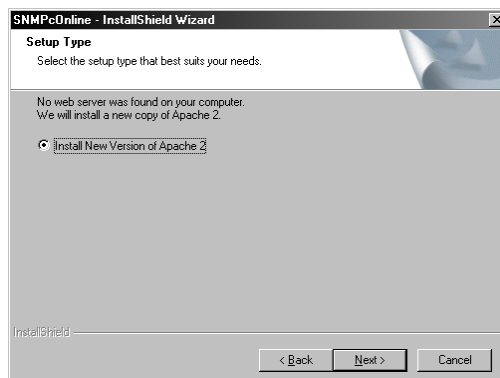 SNMPcOnline - InstallShield Wizard
Setup Type
Select the setup type that best suits your needs.
No web server was found on your computer.
We will install a new copy of Apache 2.
Install New Version of Apache 2
InstallShield
< Back
Next >
Cancel